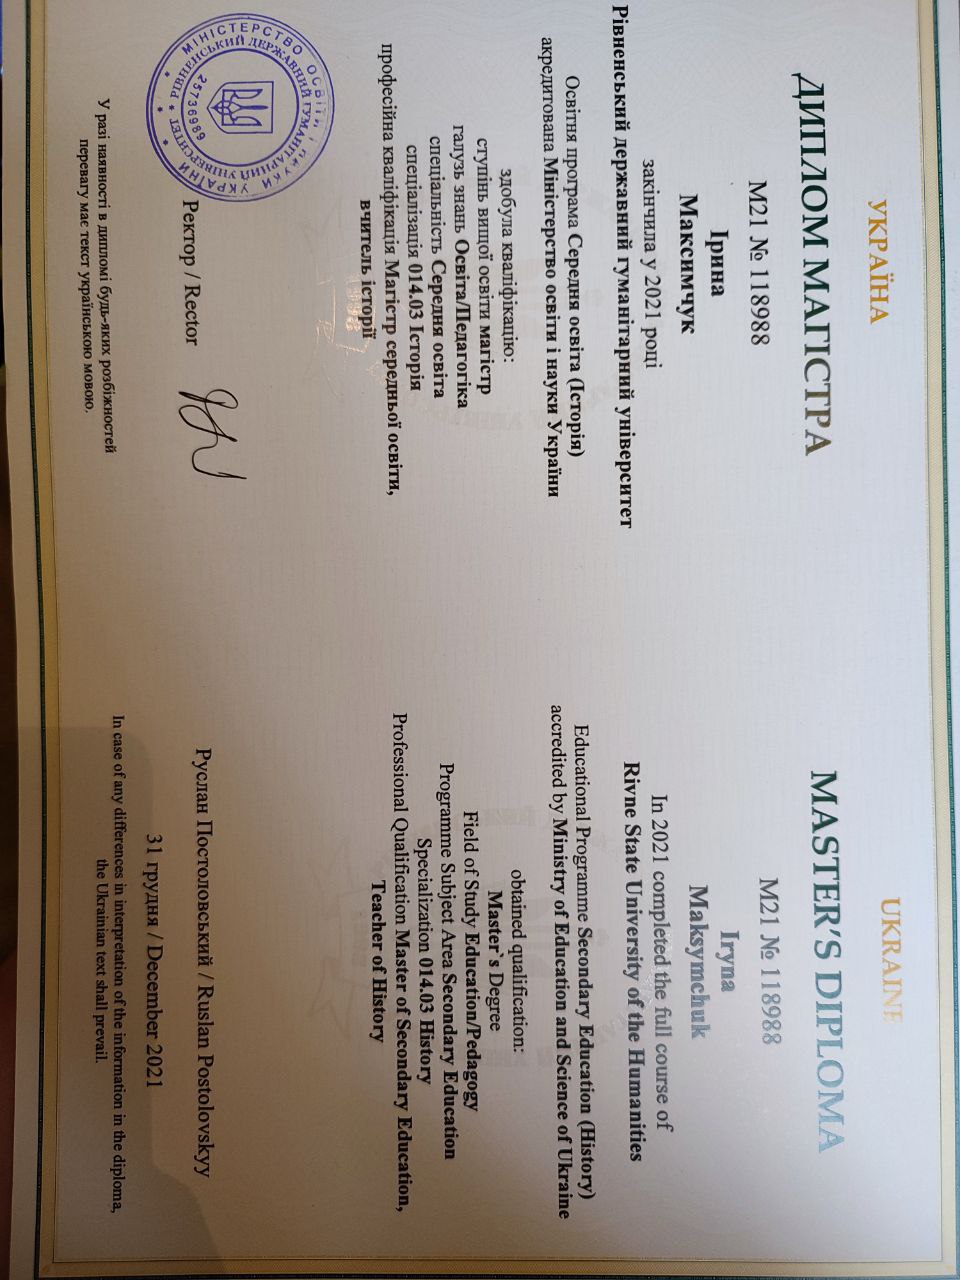 УКРАЇНА
ДИПЛОМ МАГІСТРА
М21 № 118988
Ірина
Максимчук
закінчила у 2021 році
Рівненський державний гуманітарний університет
Освітня програма Середня освіта (Історія)
акредитована Міністерство освіти і науки України
здобула кваліфікацію:
ступінь вищої освіти магістр
галузь знань Освіта/Педагогіка
спеціальність Середня освіта
спеціалізація 014.03 Історія
професійна кваліфікація Магістр середньої освіти,
вчитель історії
Ректор / Rector
МІНІСТЕРСТВО ОСВІТИ І НАУКИ УКРАЇНИ
РІВНЕНСЬКИЙ ДЕРЖАВНИЙ ГУМАНІТАРНИЙ УНІВЕРСИТЕТ
25736989
У разі наявності в дипломі будь-яких розбіжностей
перевагу має текст українською мовою.
UKRAINE
MASTER’S DIPLOMA
M21 № 118988
Iryna
Maksymchuk
In 2021 completed the full course of
Rivne State University of the Humanities
Educational Programme Secondary Education (History)
accredited by Ministry of Education and Science of Ukraine
obtained qualification:
Master`s Degree
Field of Study Education/Pedagogy
Programme Subject Area Secondary Education
Specialization 014.03 History
Professional Qualification Master of Secondary Education,
Teacher of History
Руслан Постоловський / Ruslan Postolovskyy
31 грудня / December 2021
In case of any differences in interpretation of the information in the diploma,
the Ukrainian text shall prevail.